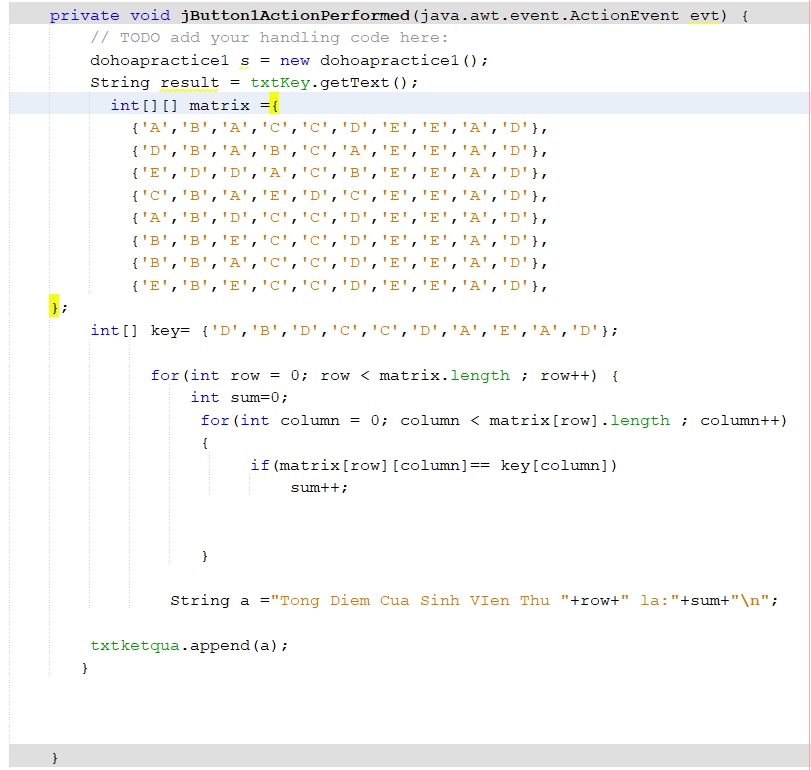 private void jButton1ActionPerformed(java.awt.event.ActionEvent evt) {
// TODO add your handling code here:
dohoapractice1 s = new dohoapractice1();
String result = txtKey.getText();
int[][] matrix ={
{'A','B','A','C','C','D','E','E','A','D'},
{'D','B','A','B','C','A','E','E','A','D'},
{'E','D','D','A','C','B','E','E','A','D'},
{'C','B','A','E','D','C','E','E','A','D'},
{'A','B','D','C','C','D','E','E','A','D'},
{'B','B','E','C','C','D','E','E','A','D'},
{'B','B','A','C','C','D','E','E','A','D'},
{'E','B','E','C','C','D','E','E','A','D'},
};
int[] key= {'D','B','D','C','C','D','A','E','A','D'};
for(int row = 0; row < matrix.length ; row++) {
int sum=0;
for(int column = 0; column < matrix[row].length ; column++)
{
if(matrix[row][column]== key[column])
sum++;
}
String a ="Tong Diem Cua Sinh VIen Thu "+row+" la:"+sum+"\n";
txtketqua.append(a);
}
}